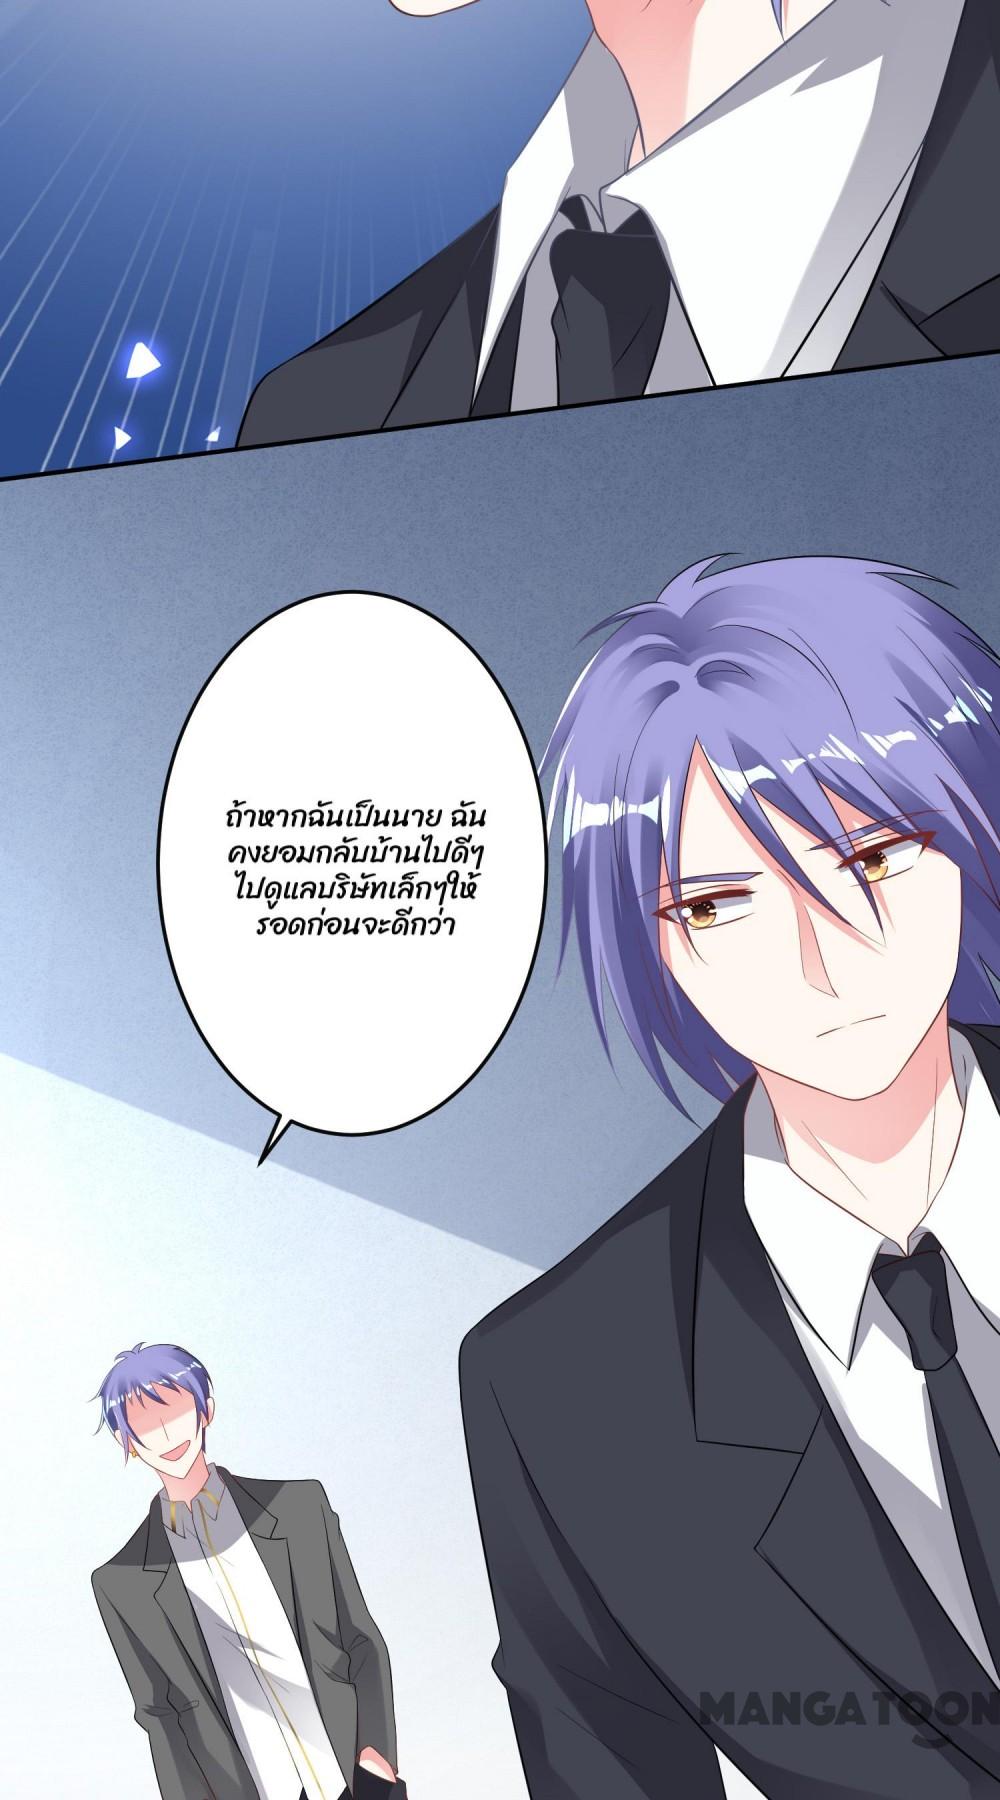 ถ้าหากฉันเป็นนาย ฉัน
คงยอมกลับบ้านไปดีๆ
ไปดูแลบริษัทเล็กๆให้
รอดก่อนจะดีกว่า
MANGA TOON